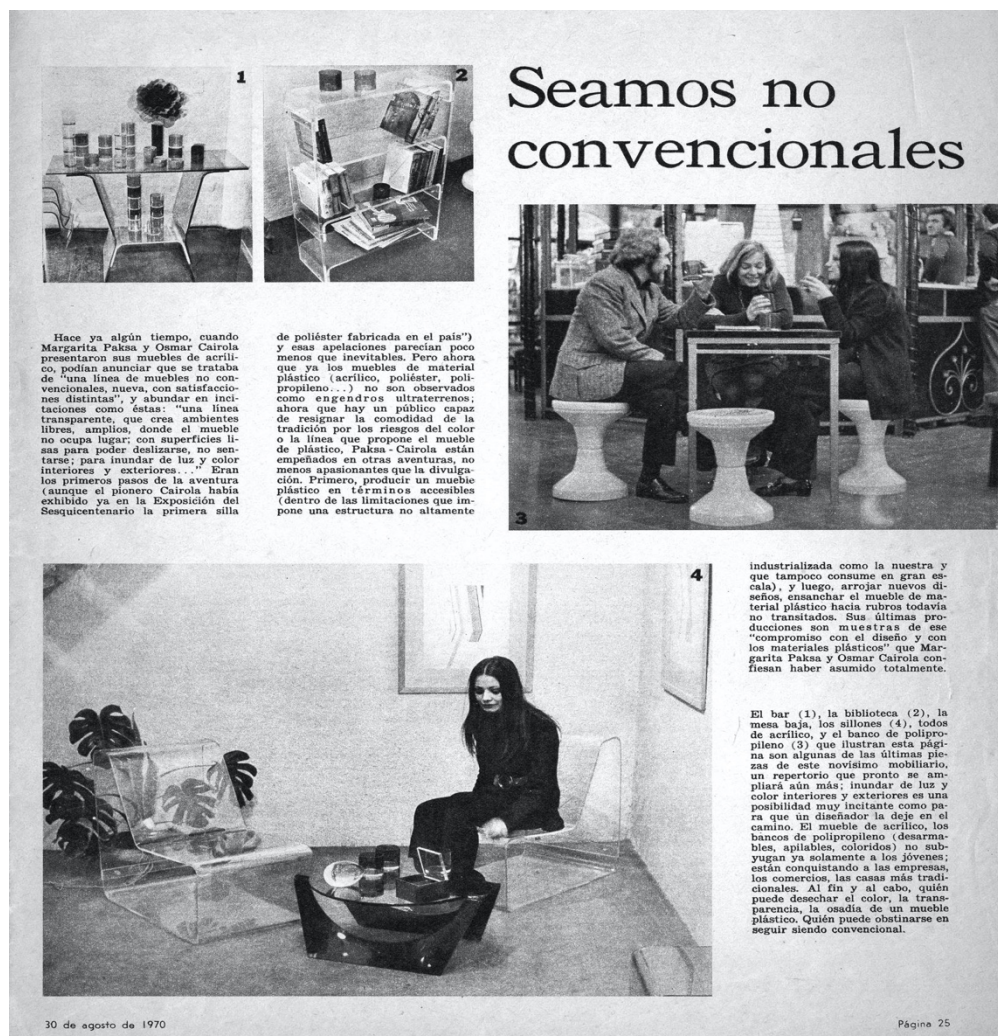 Seamos no
convencionales
1
2
3
Hace ya algún tiempo, cuando
Margarita Paksa y Osmar Cairola
presentaron sus muebles de acríli-
co, podían anunciar que se trataba
de "una línea de muebles no con-
vencionales, nueva, con satisfaccio-
nes distintas", y abundar en inci-
taciones como éstas: "una línea
transparente, que crea ambientes
libres, amplios, donde el mueble
no ocupa lugar; con superficies li-
sas para poder deslizarse, no sen-
tarse; para inundar de luz y color
interiores y exteriores..." Eran
los primeros pasos de la aventura
(aunque el pionero Cairola había
exhibido ya en la Exposición del
Sesquicentenario la primera silla
de poliéster fabricada en el país")
y esas apelaciones parecían poco
menos que inevitables. Pero ahora
que ya los muebles de material
plástico (acrílico, poliéster, poli-
propileno...) no son observados
como engendros ultraterrenos;
ahora que hay un público capaz
de resignar la comodidad de la
tradición por los riesgos del color
o la línea que propone el mueble
de plástico, Paksa - Cairola están
empeñados en otras aventuras, no
menos apasionantes que la divulga-
ción. Primero, producir un mueble
plástico en términos accesibles
(dentro de las limitaciones que im-
pone una estructura no altamente
industrializada como la nuestra y
que tampoco consume en gran es-
cala), y luego, arrojar nuevos di-
seños, ensanchar el mueble de ma-
terial plástico hacia rubros todavía
no transitados. Sus últimas pro-
ducciones son muestras de ese
"compromiso con el diseño y con
los materiales plásticos" que Mar-
garita Paksa y Osmar Cairola con-
fiesan haber asumido totalmente.
4
El bar (1), la biblioteca (2), la
mesa baja, los sillones (4), todos
de acrílico, y el banco de polipro-
pileno (3) que ilustran esta pági-
na son algunas de las últimas pie-
zas de este novísimo mobiliario,
un repertorio que pronto se am-
pliará aún más; inundar de luz y
color interiores y exteriores es una
posibilidad muy incitante como pa-
ra que ún diseñador la deje en el
camino. El mueble de acrílico, los
bancos de polipropileno (desarma-
bles, apilables, coloridos) no sub-
yugan ya solamente a los jóvenes;
están conquistando a las empresas,
los comercios, las casas más tradi-
cionales. Al fin y al cabo, quién
puede desechar el color, la trans-
parencia, la osadía de un mueble
plástico. Quién puede obstinarse en
seguir siendo convencional.
30 de agosto de 1970
Página 25